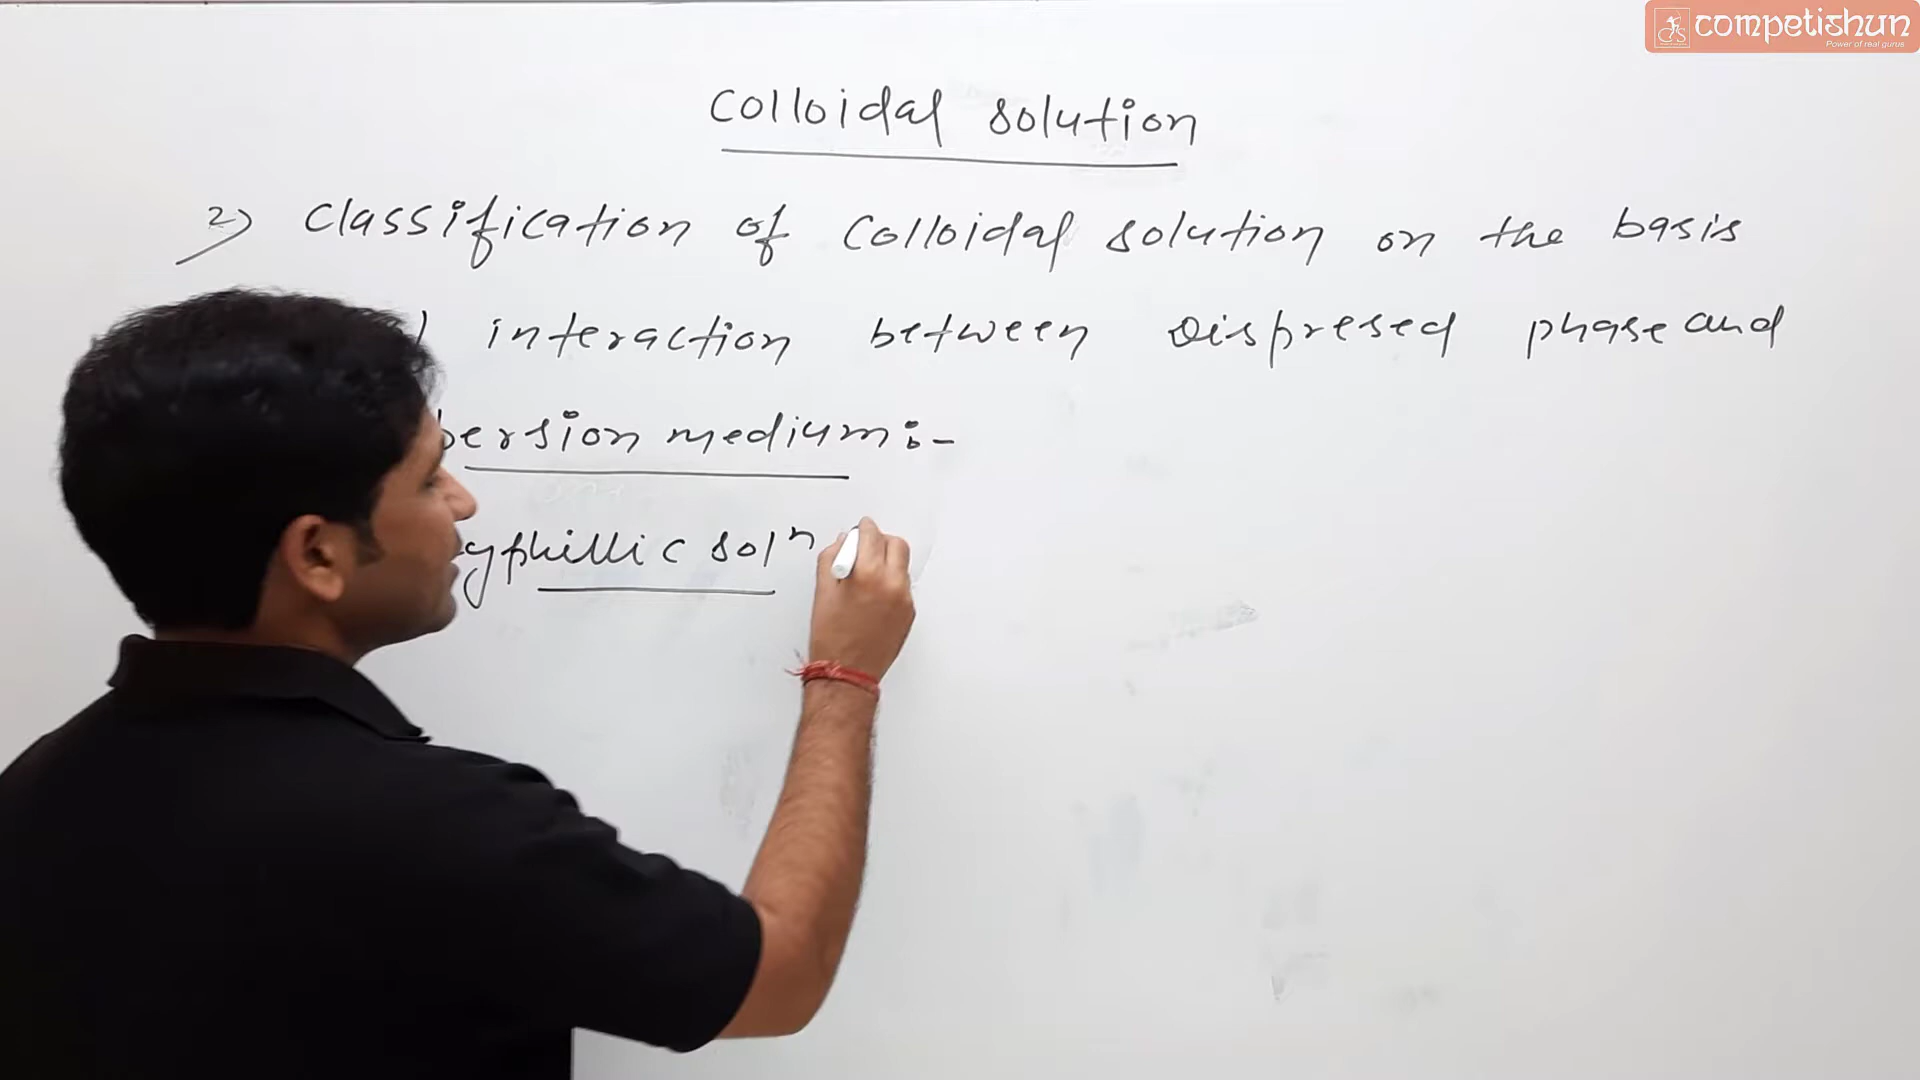 competishun
Power of real gurus
Colloidal solution
2) Classification of Colloidal solution on the basis
interaction between Dispresed phase and
persion medium :-
yphillic solⁿ